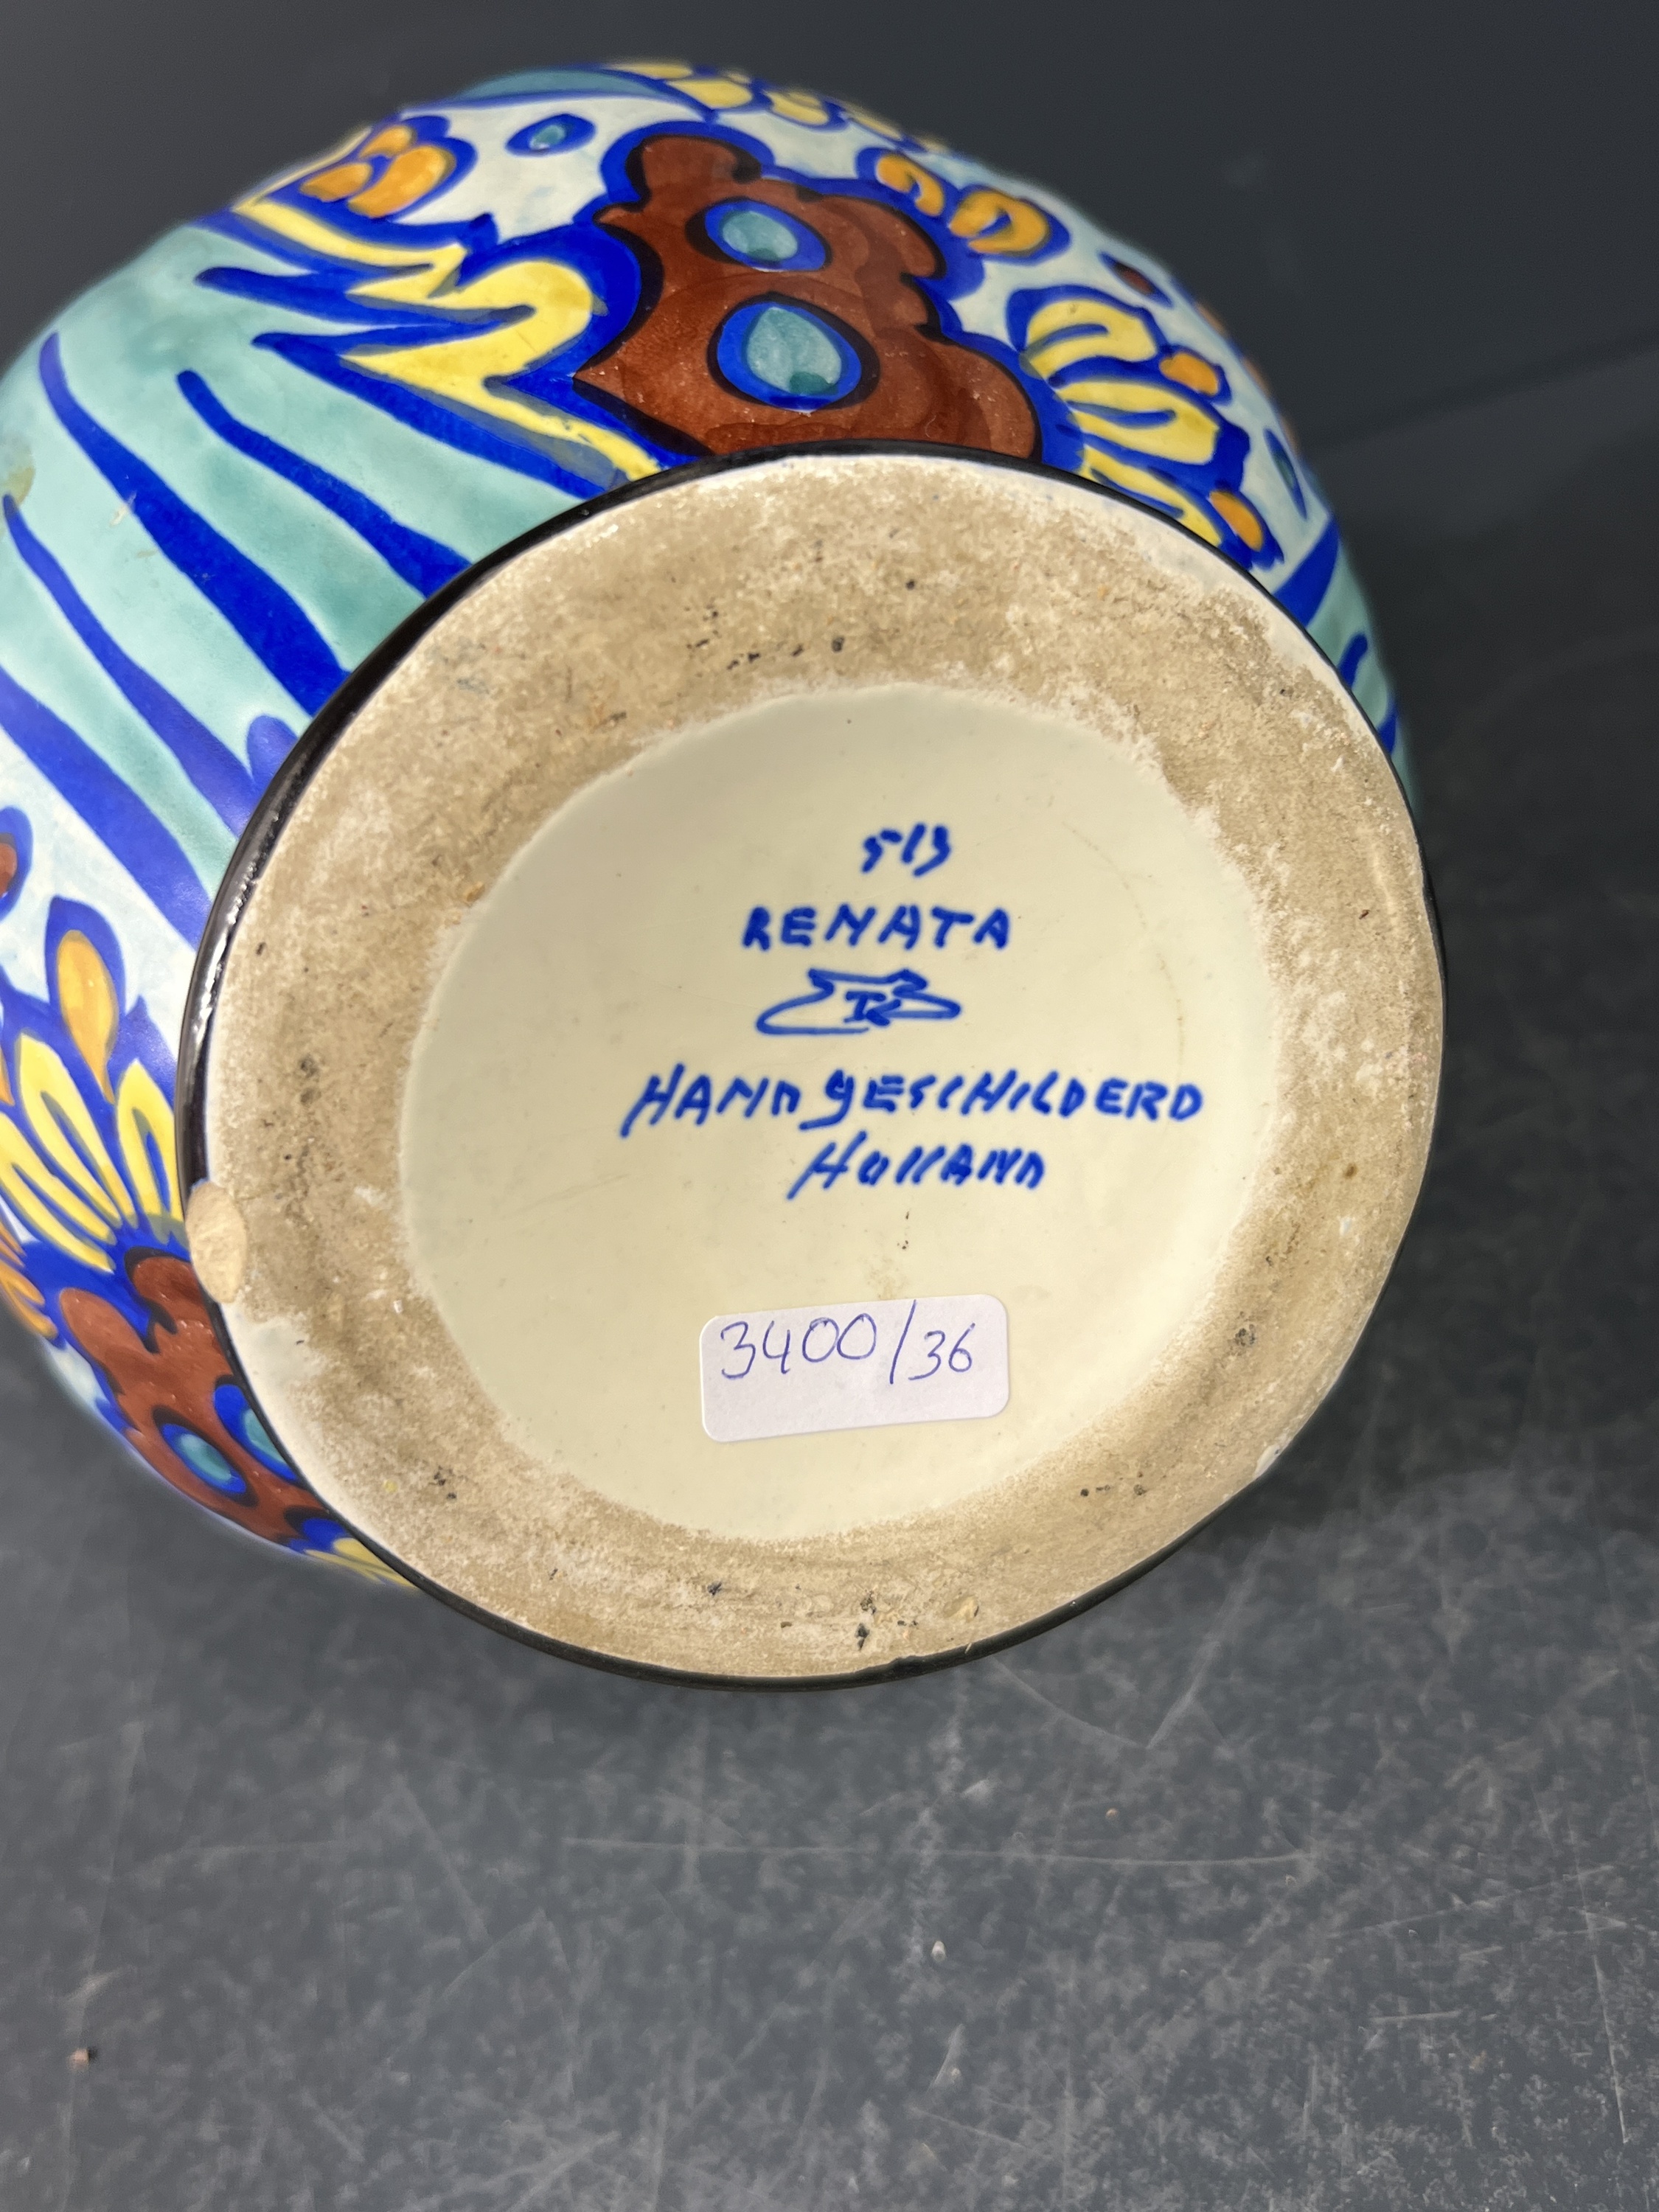 513
RENATA
HANDGESCHILDERD
HOLLAND
3400/36